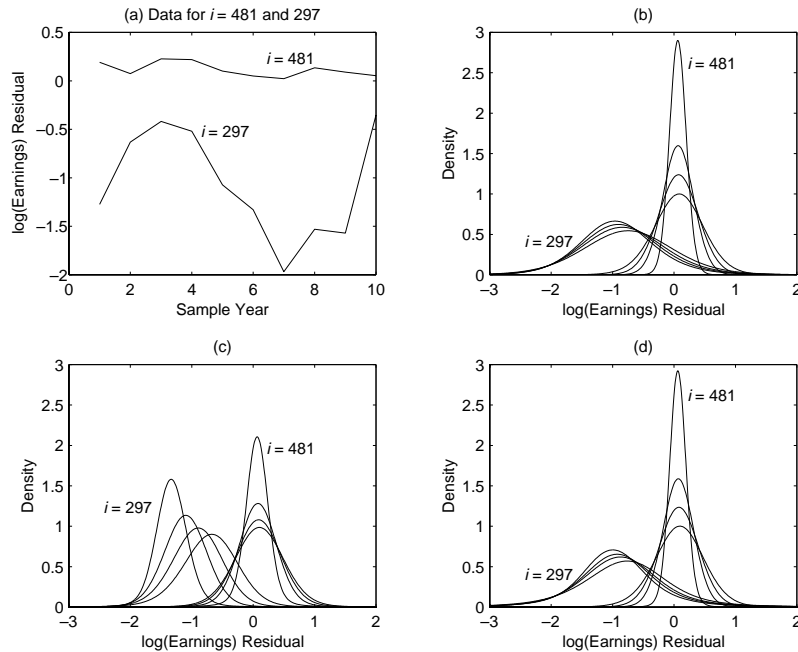 (a) Data for i = 481 and 297
0.5
0
−0.5
−1
−1.5
−2
0
2
4
6
8
10
log(Earnings) Residual
Sample Year
i = 481
i = 297
(b)
3
2.5
2
1.5
1
0.5
0
−3
−2
−1
0
1
2
Density
log(Earnings) Residual
i = 481
i = 297
(c)
3
2.5
2
1.5
1
0.5
0
−3
−2
−1
0
1
2
Density
log(Earnings) Residual
i = 297
i = 481
(d)
3
2.5
2
1.5
1
0.5
0
−3
−2
−1
0
1
2
Density
log(Earnings) Residual
i = 481
i = 297